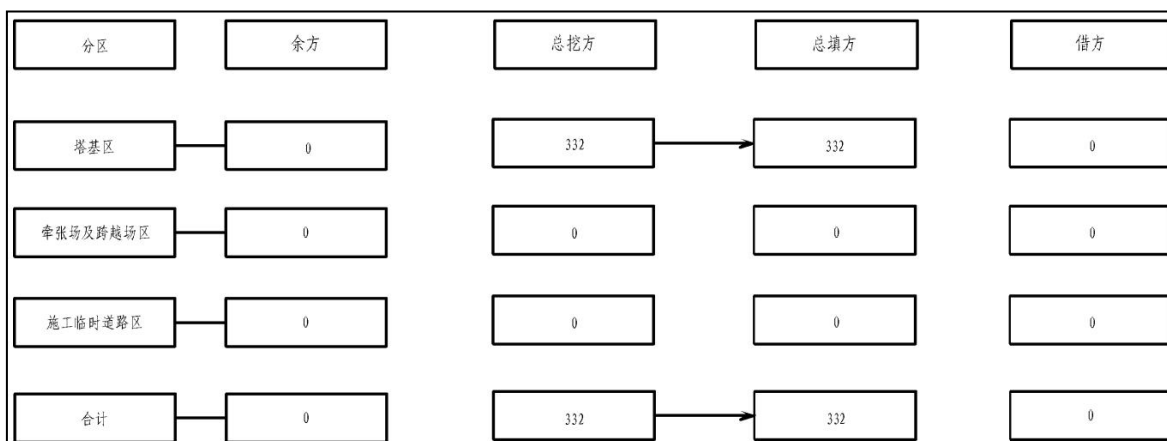 分区 余方 总挖方 总填方 借方
塔基区 0 332 332 0
牵张场及跨越场区 0 0 0 0
施工临时道路区 0 0 0 0
合计 0 332 332 0